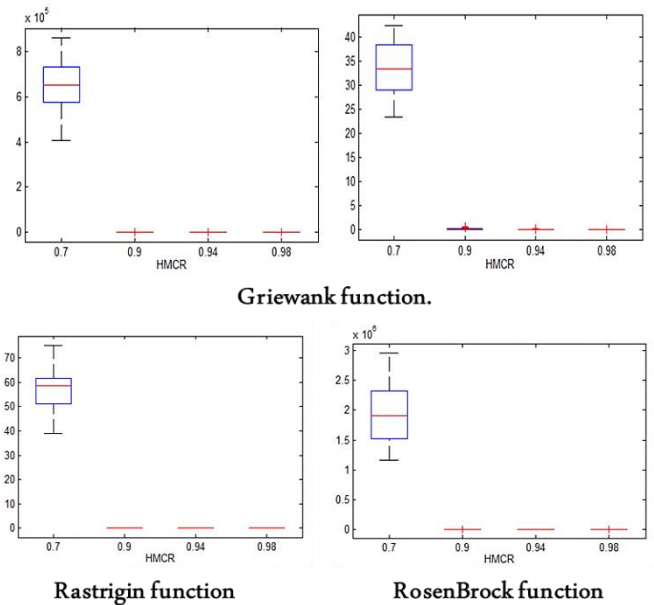 x 10^5
8
6
4
2
0
0.7 0.9 0.94 0.98
HMCR
40
35
30
25
20
15
10
5
0
0.7 0.9 0.94 0.98
HMCR
Griewank function.
70
60
50
40
30
20
10
0
0.7 0.9 0.94 0.98
HMCR
Rastrigin function
x 10
3
2.5
2
1.5
1
0.5
0
0.7 0.9 0.94 0.98
HMCR
RosenBrock function